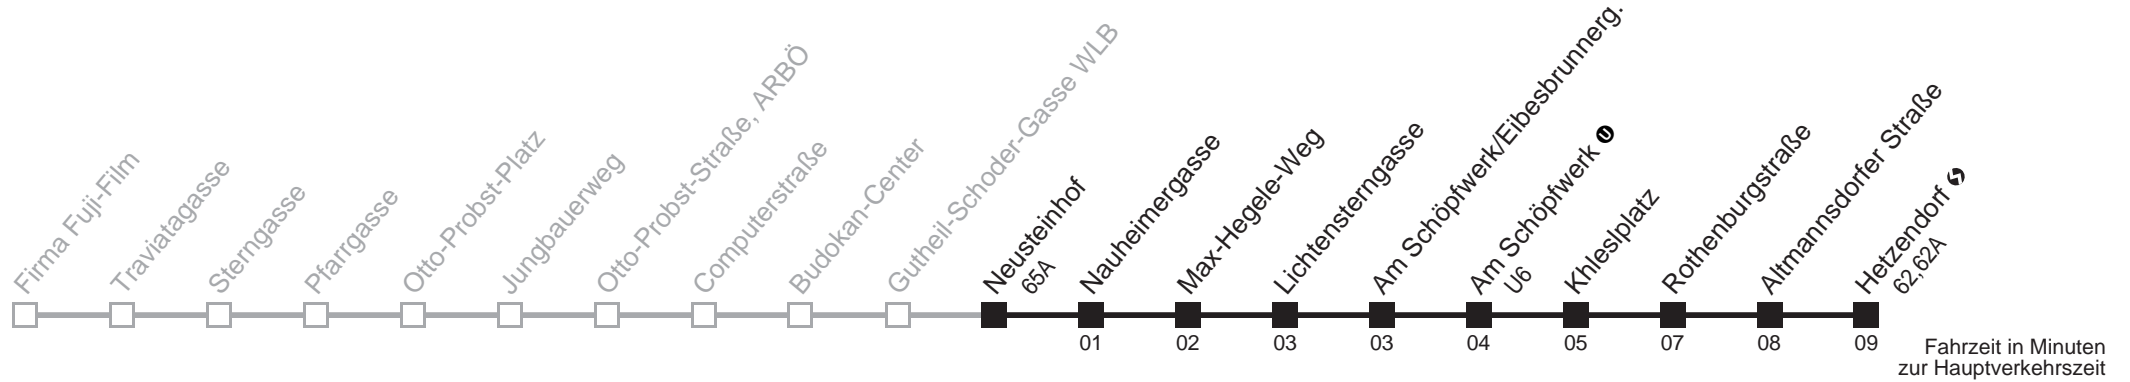 Firma Fuji-Film
Traviatagasse
Sterngasse
Pfarrgasse
Otto-Probst-Platz
Jungbauerweg
Otto-Probst-Straße, ARBÖ
Computerstraße
Budokan-Center
Gutheil-Schoder-Gasse WLB
Neusteinhof
65A
Nauheimergasse
Max-Hegele-Weg
Lichtensterngasse
Am Schöpfwerk/Eibesbrunnerg.
Am Schöpfwerk U
U6
Khleslplatz
Rothenburgstraße
Altmannsdorfer Straße
Hetzendorf
62,62A
01 02 03 03 04 05 07 08 09
Fahrzeit in Minuten
zur Hauptverkehrszeit